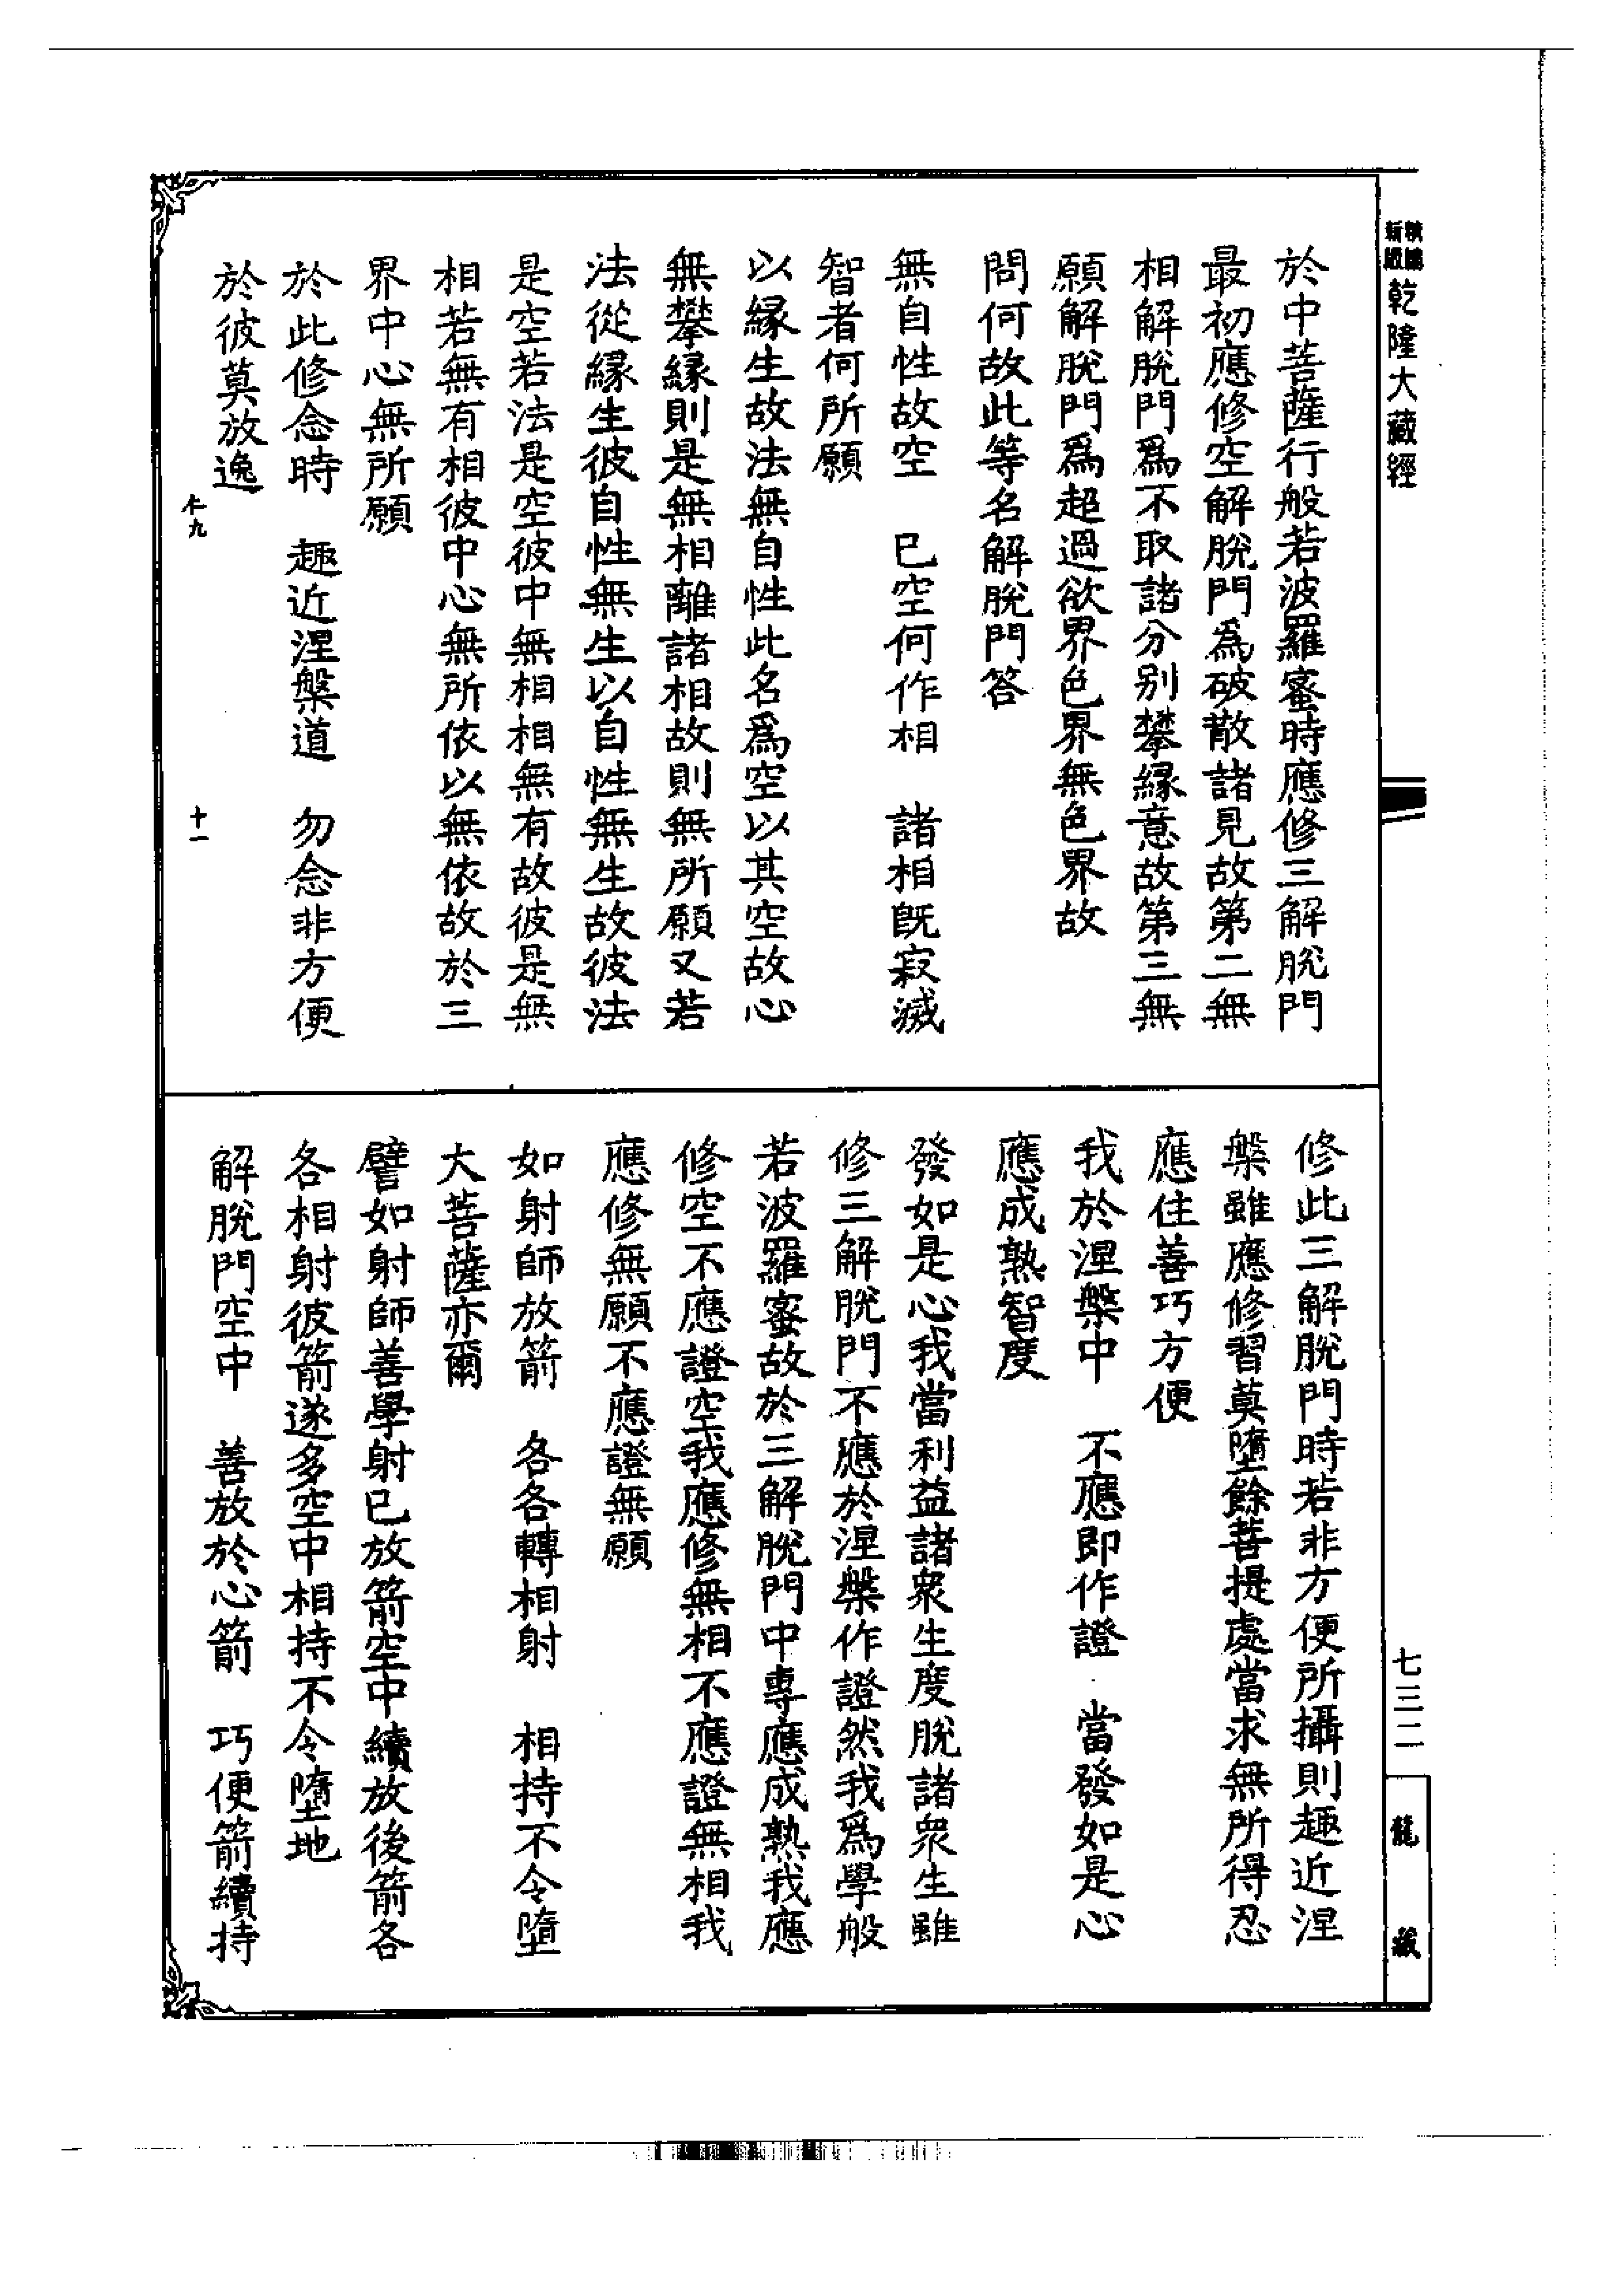 新版
精縮
乾隆大藏經
於中菩薩行般若波羅蜜時應修三解脫門
最初應修空解脫門爲破散諸見故第二無
相解脫門爲不取諸分別攀緣意故第三無
願解脫門爲超過欲界色界無色界故
問何故此等名解脫門答
無自性故空　已空何作相　諸相既寂滅
智者何所願
以緣生故法無自性此名爲空以其空故心
無攀緣則是無相離諸相故則無所願又若
法從緣生彼自性無生以自性無生故彼法
是空若法是空彼中無相相無有故彼是無
相若無有相彼中心無所依以無依故於三
界中心無所願
於此修念時　趣近涅槃道　勿念非方便
於彼莫放逸
仁九
十一
修此三解脫門時若非方便所攝則趣近涅
槃雖應修習莫墮餘菩提處當求無所得忍
應住善巧方便
我於涅槃中　不應即作證　當發如是心
應成熟智度
發如是心我當利益諸衆生度脫諸衆生雖
修三解脫門不應於涅槃作證然我爲學般
若波羅蜜故於三解脫門中專應成熟我應
修空不應證空我應修無相不應證無相我
應修無願不應證無願
如射師放箭　各各轉相射　相持不令墮
大菩薩亦爾
譬如射師善學射已放箭空中續放後箭各
各相射彼箭遂多空中相持不令墮地
解脫門空中　善放於心箭　巧便箭續持
七三二
龍藏